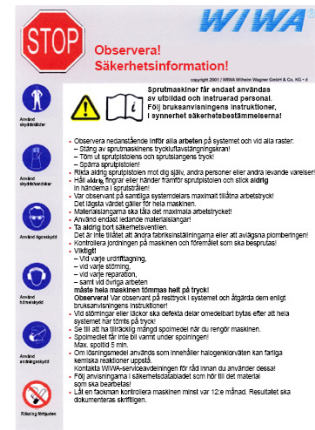 STOP
WIWA
Observera!
Säkerhetsinformation!
copyright 2001 / WIWA Wilhelm Wagner GmbH & Co. KG
Sprutmaskiner får endast användas
av utbildad och instruerad personal.
Följ bruksanvisningens instruktioner,
i synnerhet säkerhetsbestämmelserna!
Använd skyddskläder
Använd skyddshandskar
Använd ögonskydd
Använd hörselskydd
Använd andningsskydd
Rökning förbjuden
- Observera nedanstående inför alla arbeten på systemet och vid alla raster:
– Stäng av sprutmaskinens tryckluftavstängningskran!
– Töm ut sprutpistolens och sprutslangens tryck!
– Spärra sprutpistolen!
- Rikta aldrig sprutpistolen mot dig själv, andra personer eller andra levande varelser!
- Håll aldrig fingrar eller händer framför sprutpistolen och stick aldrig
in händerna i sprutstrålen!
- Var observant på samtliga systemdelars maximalt tillåtna arbetstryck!
Det lägsta värdet gäller för hela maskinen.
- Materialslangarna ska tåla det maximala arbetstrycket!
- Använd endast ledande materialslangar!
- Ta aldrig bort säkerhetsventilen.
Det är inte tillåtet att ändra fabriksinställningarna eller att avlägsna plomberingen!
- Kontrollera jordningen på maskinen och föremålet som ska besprutas!
- Viktigt!
– Vid varje urdrifttagning,
– vid varje störning,
– vid varje reparation,
– samt vid övriga arbeten
måste hela maskinen tömmas helt på tryck!
Observera! Var observant på resttryck i systemet och åtgärda dem enligt
bruksanvisningens instruktioner!
- Vid störningar eller läckor ska defekta delar omedelbart bytas efter att hela
systemet här tömts på tryck!
- Se till att ha tillräcklig mängd spolmedel när du rengör maskinen.
- Spolmedlet får inte bli varmt under spolningen!
Max. spoltid 5 min.
- Om lösningsmedel används som innehåller halogenklorväten kan farliga
kemiska reaktioner uppstå.
Kontakta WIWA-serviceavdelningen för råd innan du använder dessa!
- Följ anvisningarna i säkerhetsdatabladet som hör till det material
som ska bearbetas!
- Låt en fackman kontrollera maskinen minst var 12:e månad. Resultatet ska
dokumenteras skriftligen.